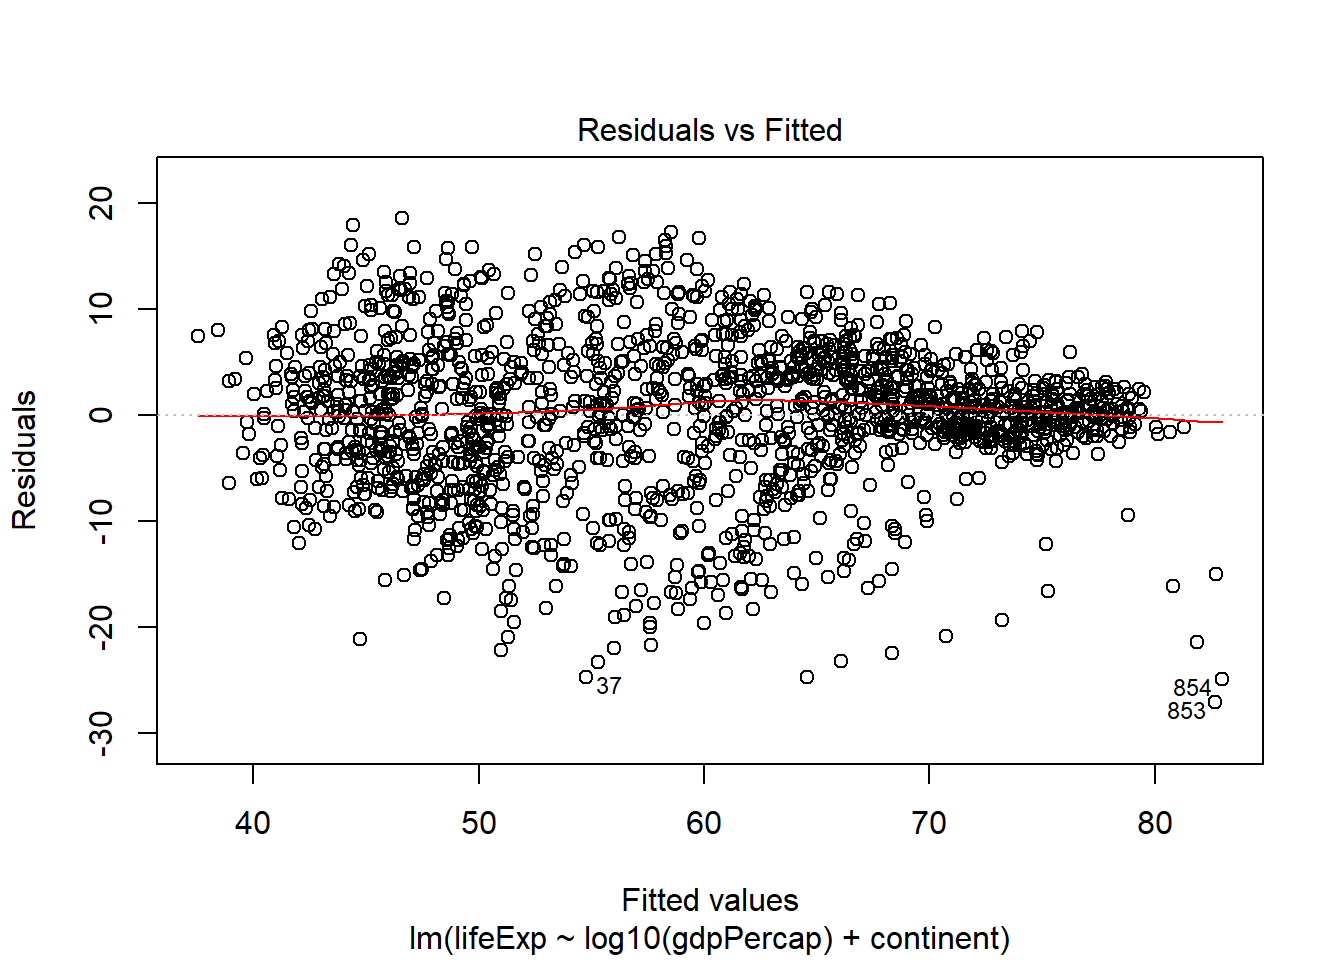 Residuals vs Fitted
Residuals
20
10
0
-10
-20
-30
37
854
853
40 50 60 70 80
Fitted values
lm(lifeExp ~ log10(gdpPercap) + continent)